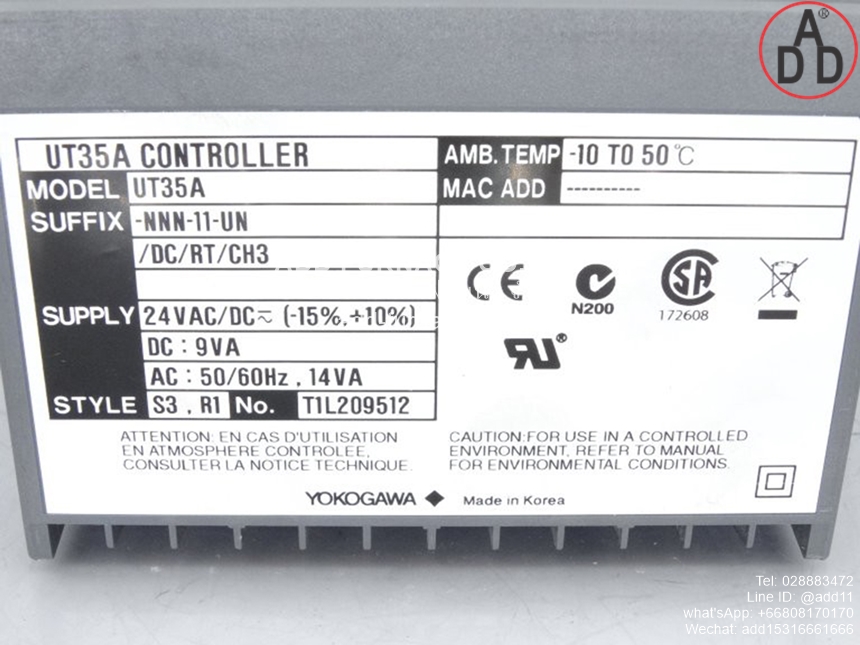 ADD®
UT35A CONTROLLER
AMB. TEMP -10 TO 50 ℃
MODEL UT35A
MAC ADD ----------
SUFFIX -NNN-11-UN
/DC/RT/CH3
SUPPLY 24VAC/DC⎓~ (-15%,+10%)
DC : 9VA
AC : 50/60Hz , 14VA
STYLE S3 , R1 No. T1L209512
CE
N200
SA
172608
RU®
ATTENTION: EN CAS D'UTILISATION
EN ATMOSPHERE CONTROLEE,
CONSULTER LA NOTICE TECHNIQUE.
CAUTION:FOR USE IN A CONTROLLED
ENVIRONMENT, REFER TO MANUAL
FOR ENVIRONMENTAL CONDITIONS.
YOKOGAWA ◆ Made in Korea
Tel: 028883472
Line ID: @add11
what'sApp: +66808170170
Wechat: add15316661666